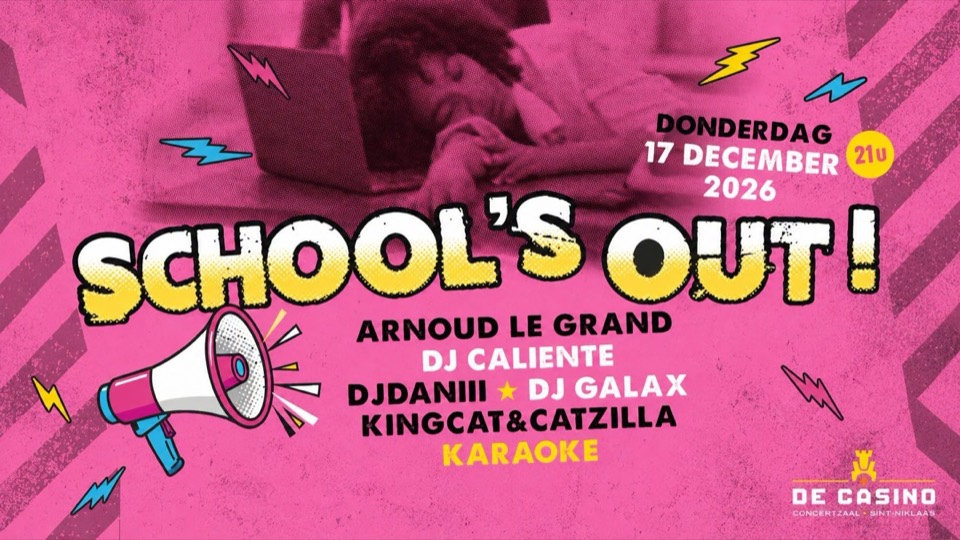 DONDERDAG
17 DECEMBER
2026
21u
SCHOOL'S OUT!
ARNOUD LE GRAND
DJ CALIENTE
DJDANIII ★ DJ GALAX
KINGCAT&CATZILLA
KARAOKE
DE CASINO
CONCERTZAAL • SINT-NIKLAAS